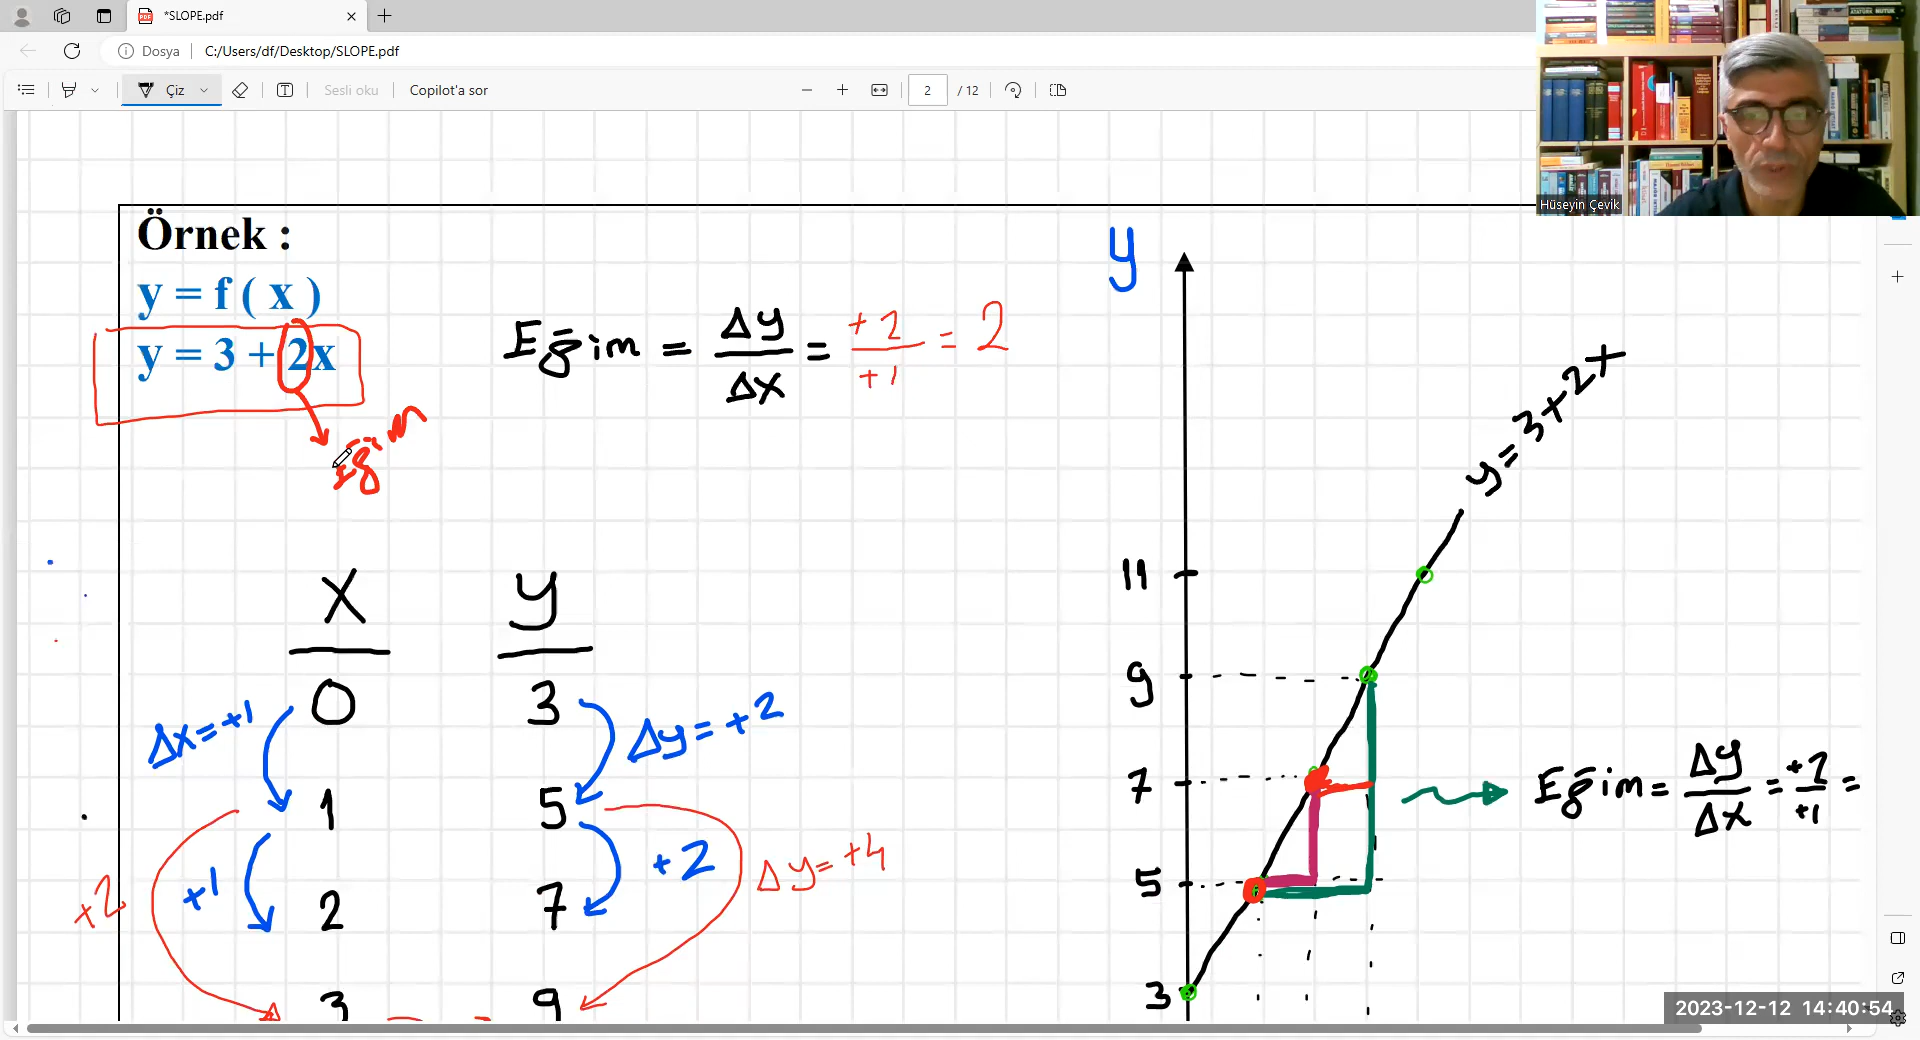 *SLOPE.pdf
Dosya C:/Users/df/Desktop/SLOPE.pdf
Çiz Sesli oku Copilot'a sor 2 / 12
Hüseyin Çevik
Örnek :
y = f ( x )
y = 3 + 2x
Eğim
Eğim = Δy/Δx = +2/+1 = 2
x y
0 3
1 5
2 7
3 9
Δx=+1
Δy=+2
+1
+2
+2
Δy=+4
y
y=3+2x
11
9
7
5
3
Eğim = Δy/Δx = +2/+1 =
2023-12-12 14:40:54